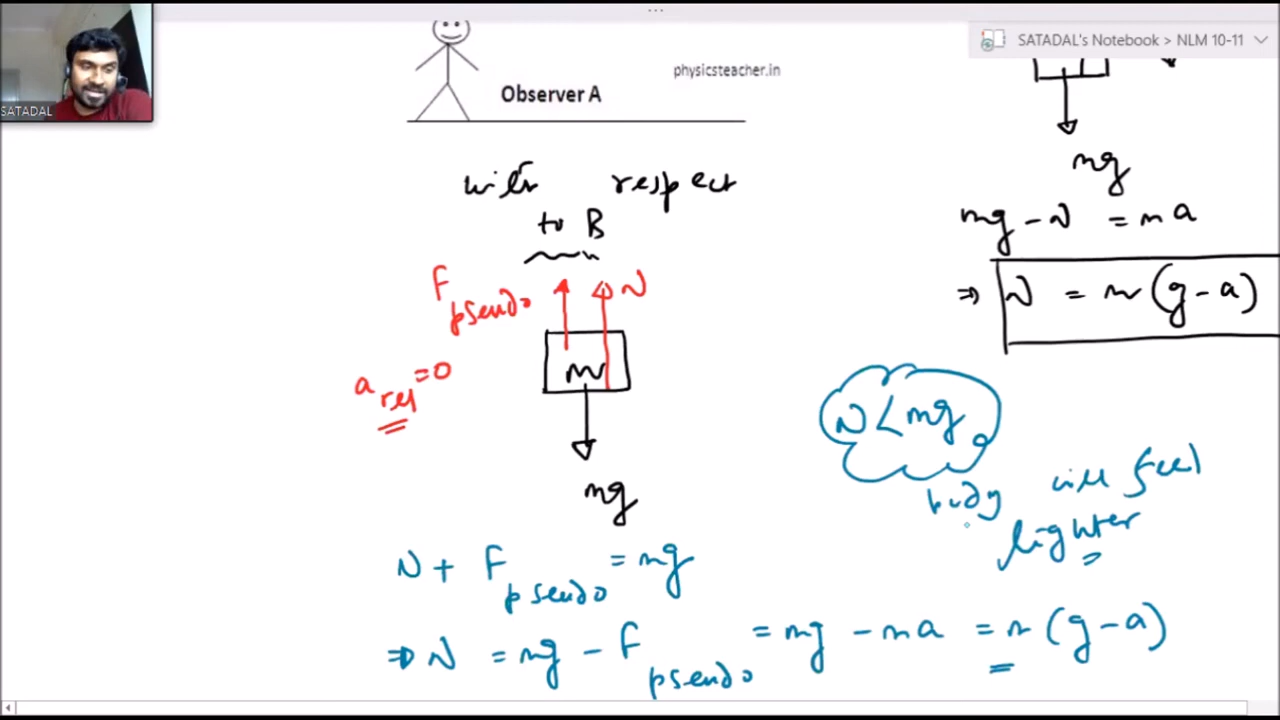 SATADAL's Notebook > NLM 10-11
SATADAL
physicsteacher.in
Observer A
with respect
to B
F pseudo
N
a rel = 0
m
mg
N + F pseudo = mg
⇒ N = mg - F pseudo = mg - ma = m(g-a)
mg
mg - N = ma
⇒ N = m(g-a)
N < mg
body will feel
lighter